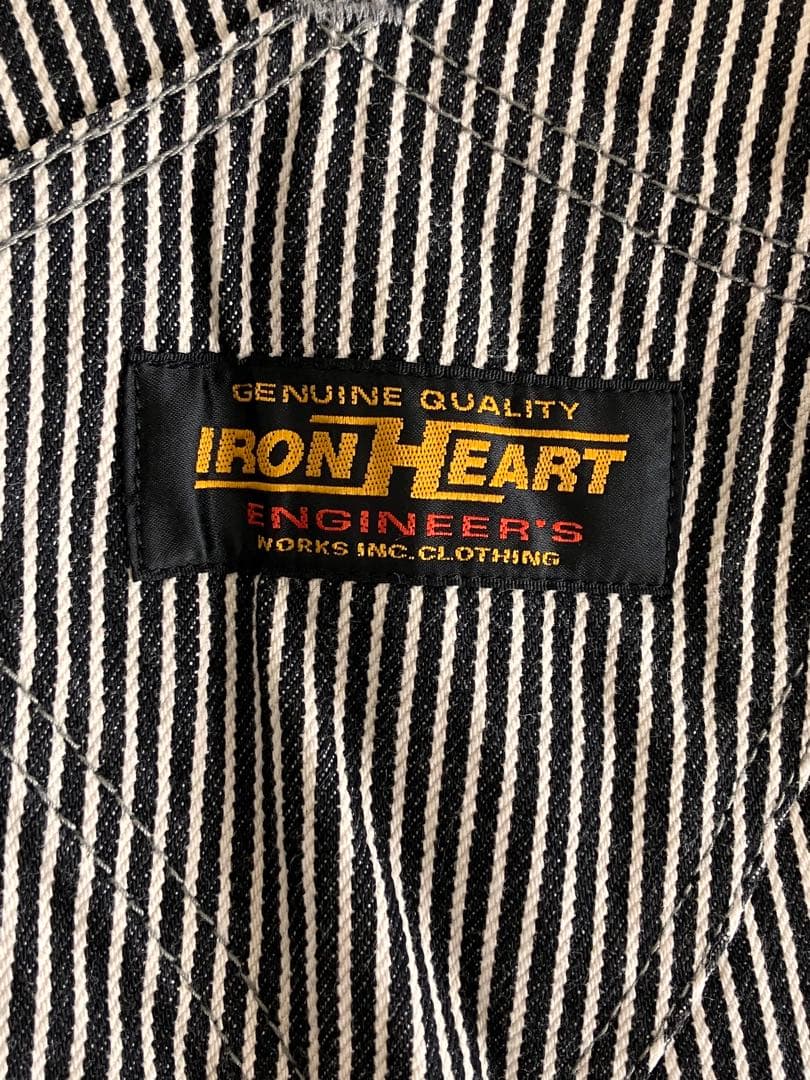 GENUINE QUALITY
IRON HEART
ENGINEER'S
WORKS INC. CLOTHING